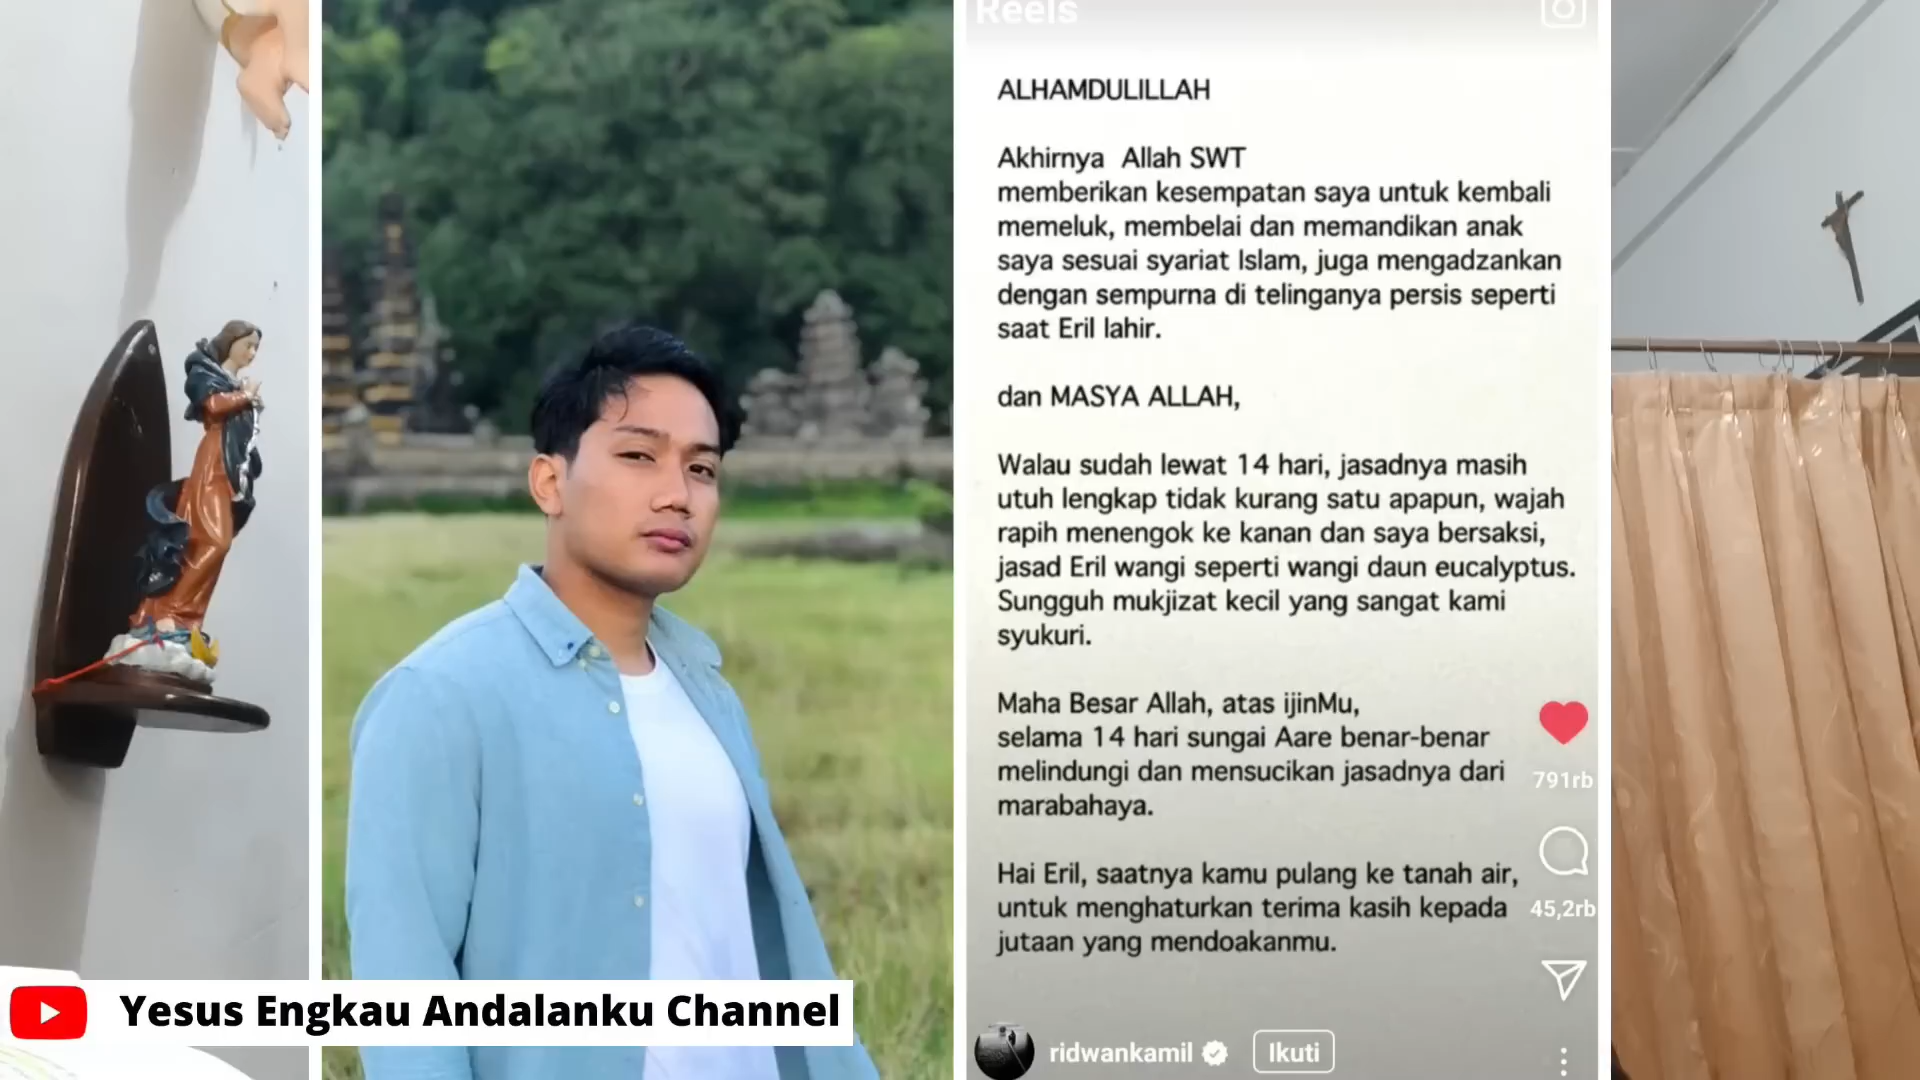 Reels
ALHAMDULILLAH
Akhirnya Allah SWT
memberikan kesempatan saya untuk kembali
memeluk, membelai dan memandikan anak
saya sesuai syariat Islam, juga mengadzankan
dengan sempurna di telinganya persis seperti
saat Eril lahir.
dan MASYA ALLAH,
Walau sudah lewat 14 hari, jasadnya masih
utuh lengkap tidak kurang satu apapun, wajah
rapih menengok ke kanan dan saya bersaksi,
jasad Eril wangi seperti wangi daun eucalyptus.
Sungguh mukjizat kecil yang sangat kami
syukuri.
Maha Besar Allah, atas ijinMu,
selama 14 hari sungai Aare benar-benar
melindungi dan mensucikan jasadnya dari
marabahaya.
Hai Eril, saatnya kamu pulang ke tanah air,
untuk menghaturkan terima kasih kepada
jutaan yang mendoakanmu.
791rb
45,2rb
ridwankamil
Ikuti
Yesus Engkau Andalanku Channel